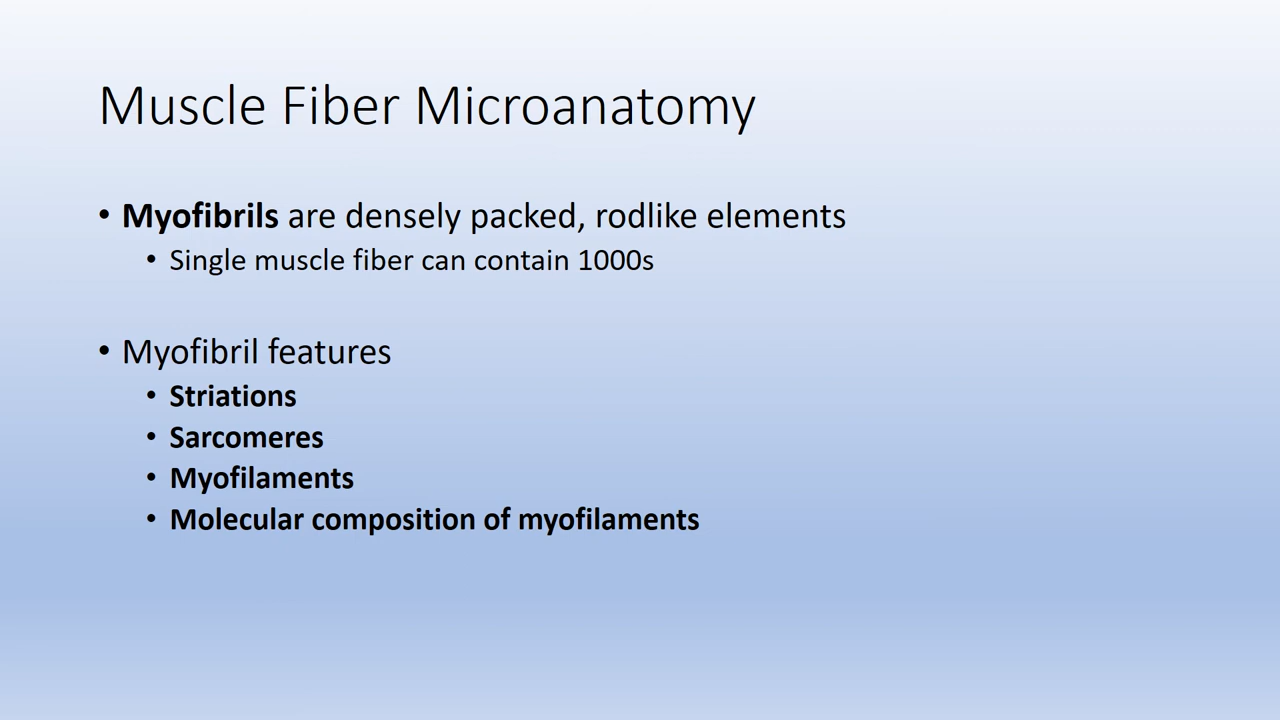 Muscle Fiber Microanatomy
• Myofibrils are densely packed, rodlike elements
• Single muscle fiber can contain 1000s
• Myofibril features
• Striations
• Sarcomeres
• Myofilaments
• Molecular composition of myofilaments